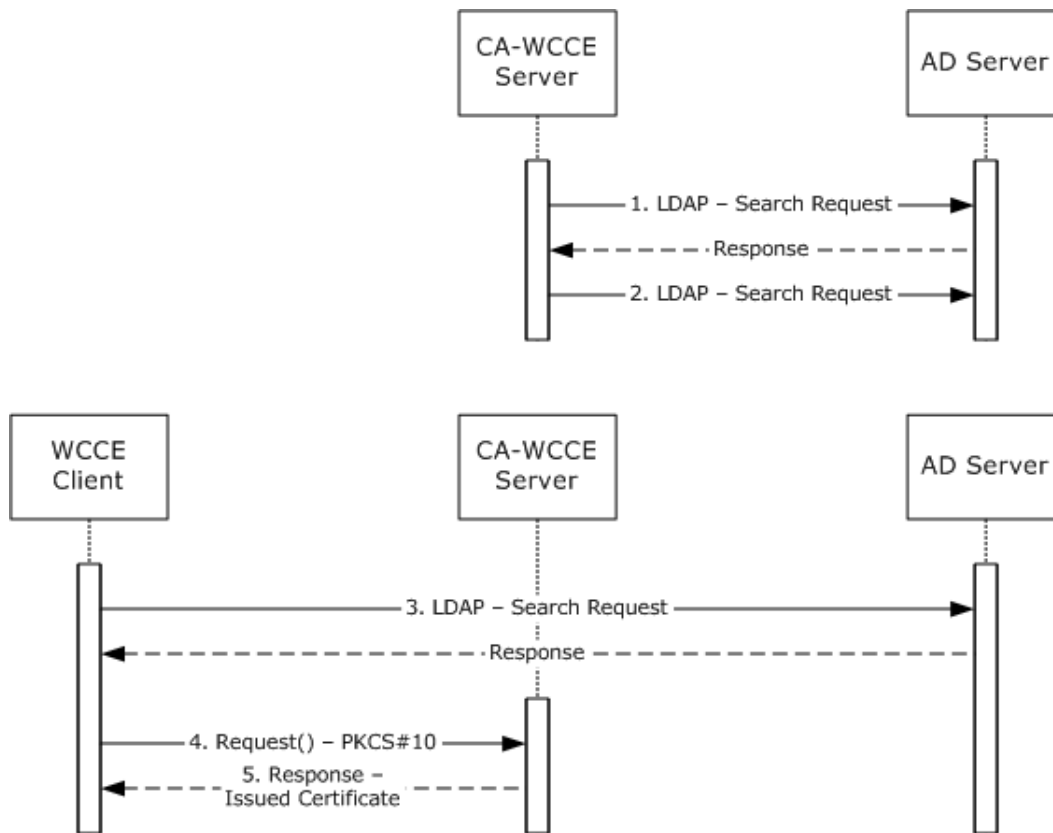 CA-WCCE
Server
AD Server
1. LDAP – Search Request
Response
2. LDAP – Search Request
WCCE
Client
CA-WCCE
Server
AD Server
3. LDAP – Search Request
Response
4. Request() – PKCS#10
5. Response –
Issued Certificate